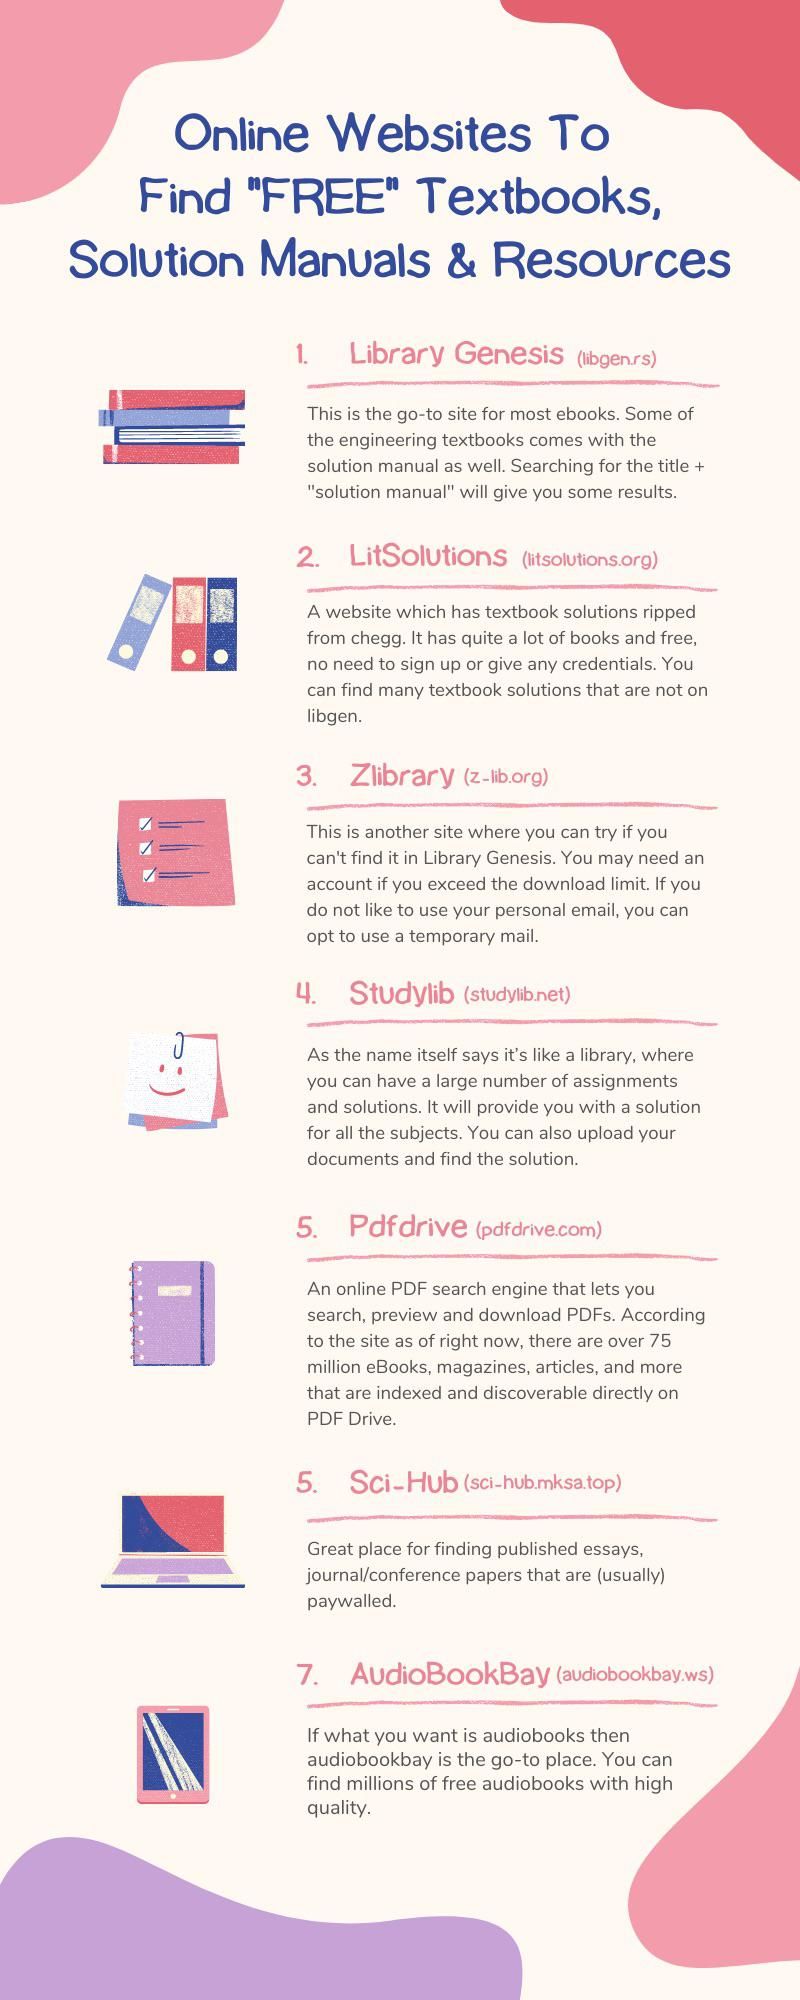 Online Websites To
Find "FREE" Textbooks,
Solution Manuals & Resources
1. Library Genesis (libgen.rs)
This is the go-to site for most ebooks. Some of
the engineering textbooks comes with the
solution manual as well. Searching for the title +
"solution manual" will give you some results.
2. LitSolutions (litsolutions.org)
A website which has textbook solutions ripped
from chegg. It has quite a lot of books and free,
no need to sign up or give any credentials. You
can find many textbook solutions that are not on
libgen.
3. Zlibrary (z-lib.org)
This is another site where you can try if you
can't find it in Library Genesis. You may need an
account if you exceed the download limit. If you
do not like to use your personal email, you can
opt to use a temporary mail.
4. Studylib (studylib.net)
As the name itself says it’s like a library, where
you can have a large number of assignments
and solutions. It will provide you with a solution
for all the subjects. You can also upload your
documents and find the solution.
5. Pdfdrive (pdfdrive.com)
An online PDF search engine that lets you
search, preview and download PDFs. According
to the site as of right now, there are over 75
million eBooks, magazines, articles, and more
that are indexed and discoverable directly on
PDF Drive.
5. Sci-Hub (sci-hub.mksa.top)
Great place for finding published essays,
journal/conference papers that are (usually)
paywalled.
7. AudioBookBay (audiobookbay.ws)
If what you want is audiobooks then
audiobookbay is the go-to place. You can
find millions of free audiobooks with high
quality.